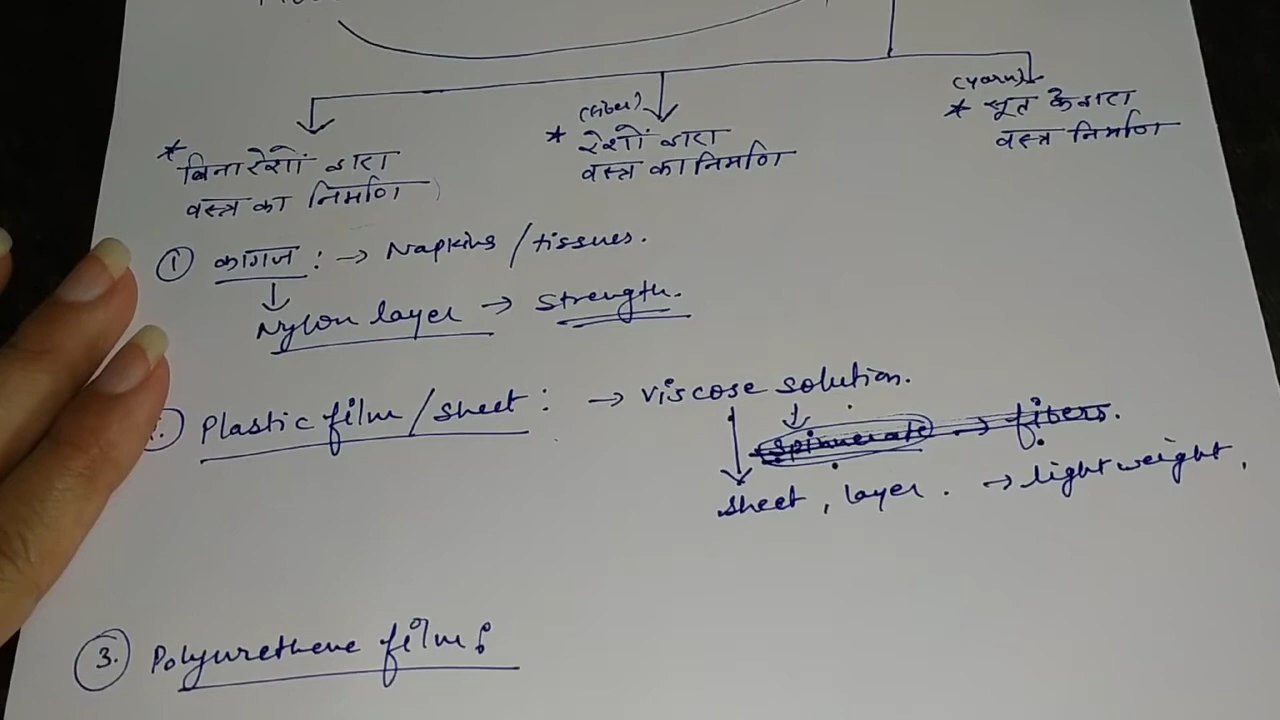 (Yarn)
* सूत के द्वारा
वस्त्र निर्माण
(fiber)
* रेशों द्वारा
वस्त्र का निर्माण
* बिना रेशों द्वारा
वस्त्र का निर्माण
① कागज : → Napkins / tissues.
↓
Nylon layer → Strength.
Plastic film / sheet : → viscose solution.
↓ spinnerate → fibers.
sheet, layer. → light weight,
3. Polyurethene film :